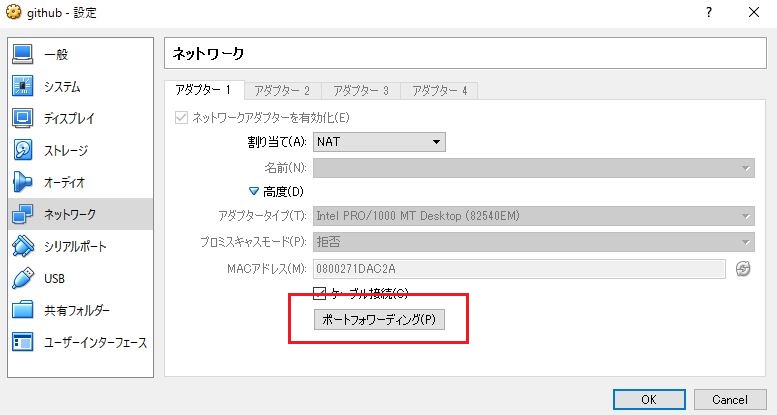 github - 設定
?
一般
システム
ディスプレイ
ストレージ
オーディオ
ネットワーク
シリアルポート
USB
共有フォルダー
ユーザーインターフェース
ネットワーク
アダプター 1 アダプター 2 アダプター 3 アダプター 4
ネットワークアダプターを有効化(E)
割り当て(A): NAT
名前(N):
高度(D)
アダプタータイプ(T): Intel PRO/1000 MT Desktop (82540EM)
プロミスキャスモード(P): 拒否
MACアドレス(M): 0800271DAC2A
ケーブル接続(C)
ポートフォワーディング(P)
OK Cancel